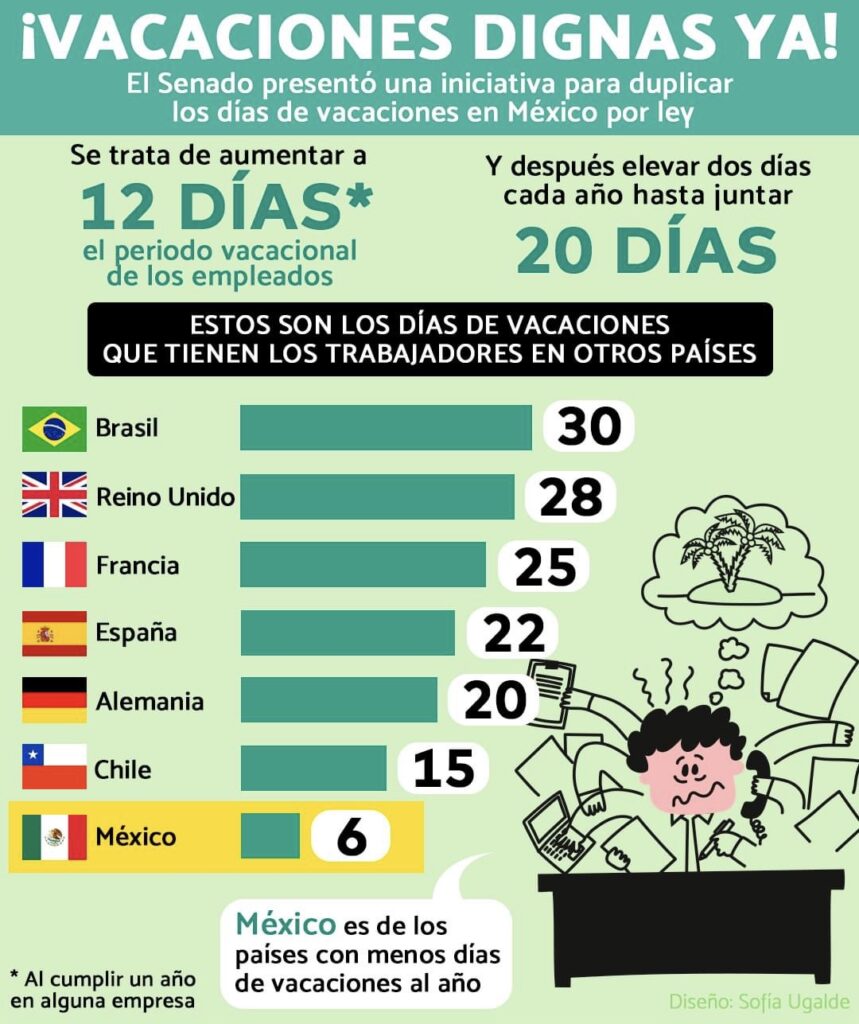 ¡VACACIONES DIGNAS YA!
El Senado presentó una iniciativa para duplicar
los días de vacaciones en México por ley
Se trata de aumentar a
12 DÍAS*
el periodo vacacional
de los empleados
Y después elevar dos días
cada año hasta juntar
20 DÍAS
ESTOS SON LOS DÍAS DE VACACIONES
QUE TIENEN LOS TRABAJADORES EN OTROS PAÍSES
Brasil 30
Reino Unido 28
Francia 25
España 22
Alemania 20
Chile 15
México 6
México es de los
países con menos días
de vacaciones al año
* Al cumplir un año
en alguna empresa
Diseño: Sofía Ugalde